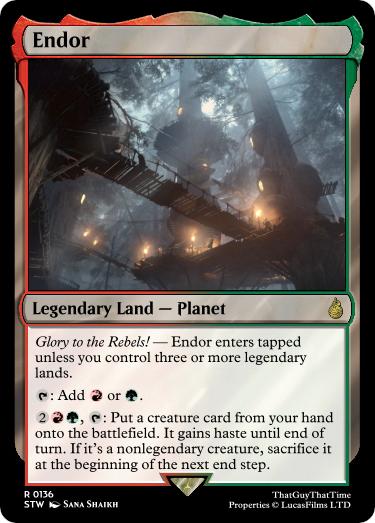 Endor
Legendary Land — Planet
Glory to the Rebels! — Endor enters tapped
unless you control three or more legendary
lands.
: Add or .
2 , : Put a creature card from your hand
onto the battlefield. It gains haste until end of
turn. If it's a nonlegendary creature, sacrifice it
at the beginning of the next end step.
R 0136
STW Sana Shaikh
ThatGuyThatTime
Properties © LucasFilms LTD